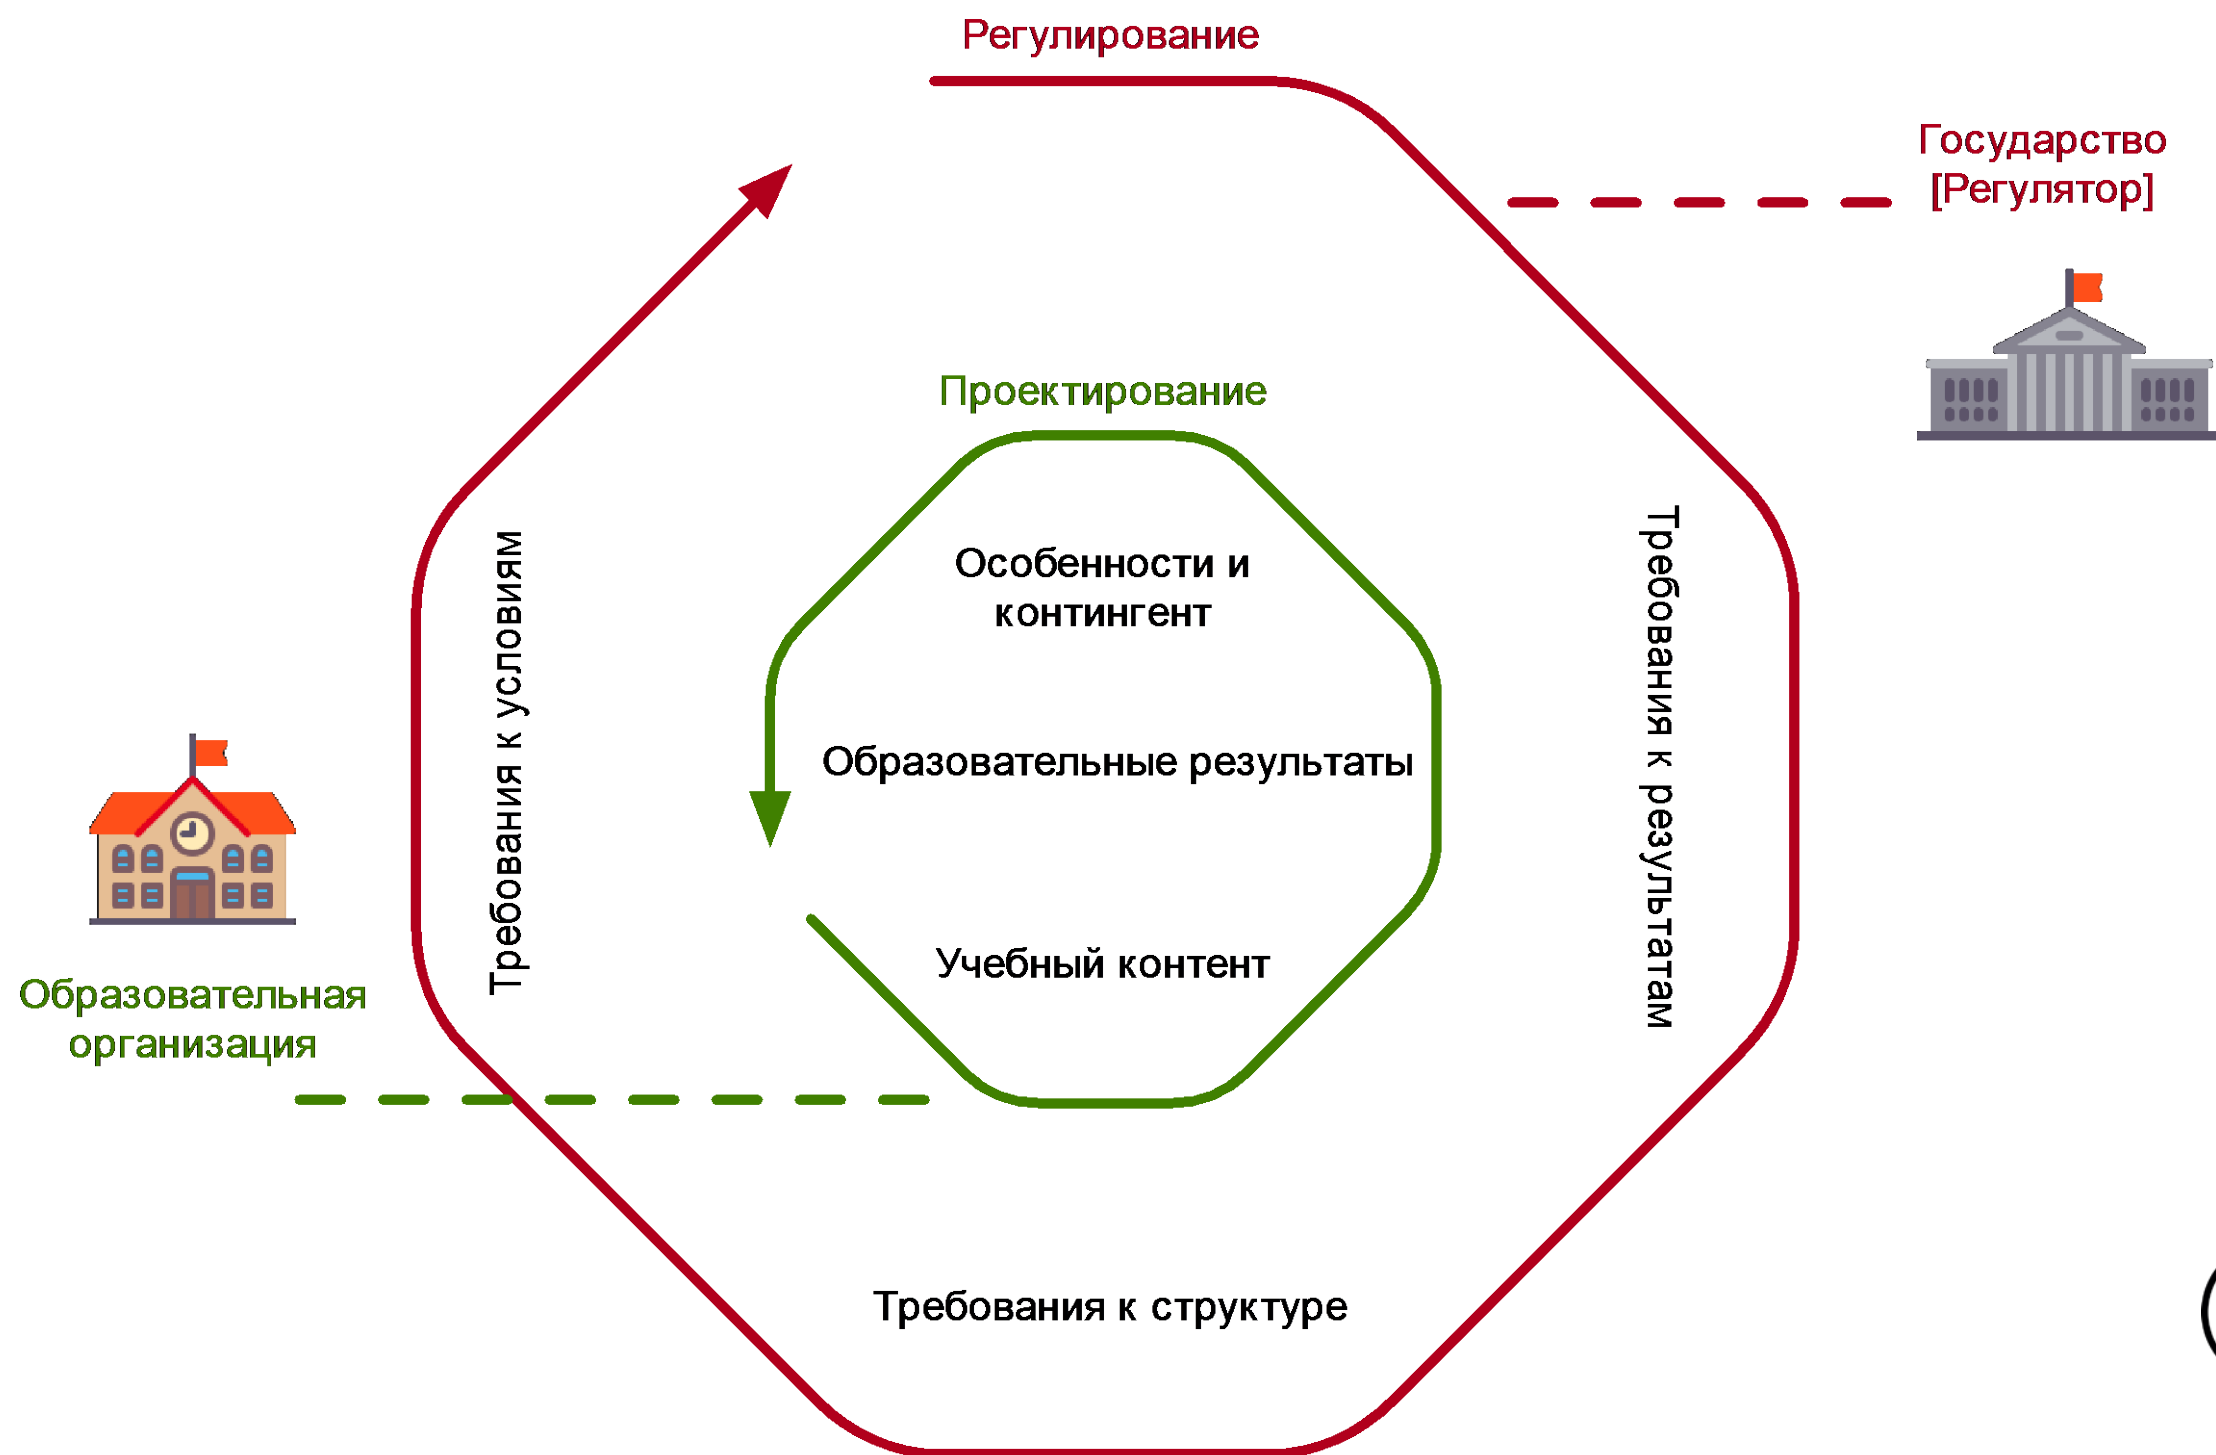 Регулирование
Государство
[Регулятор]
Проектирование
Особенности и
контингент
Образовательные результаты
Учебный контент
Требования к условиям
Требования к результатам
Образовательная
организация
Требования к структуре